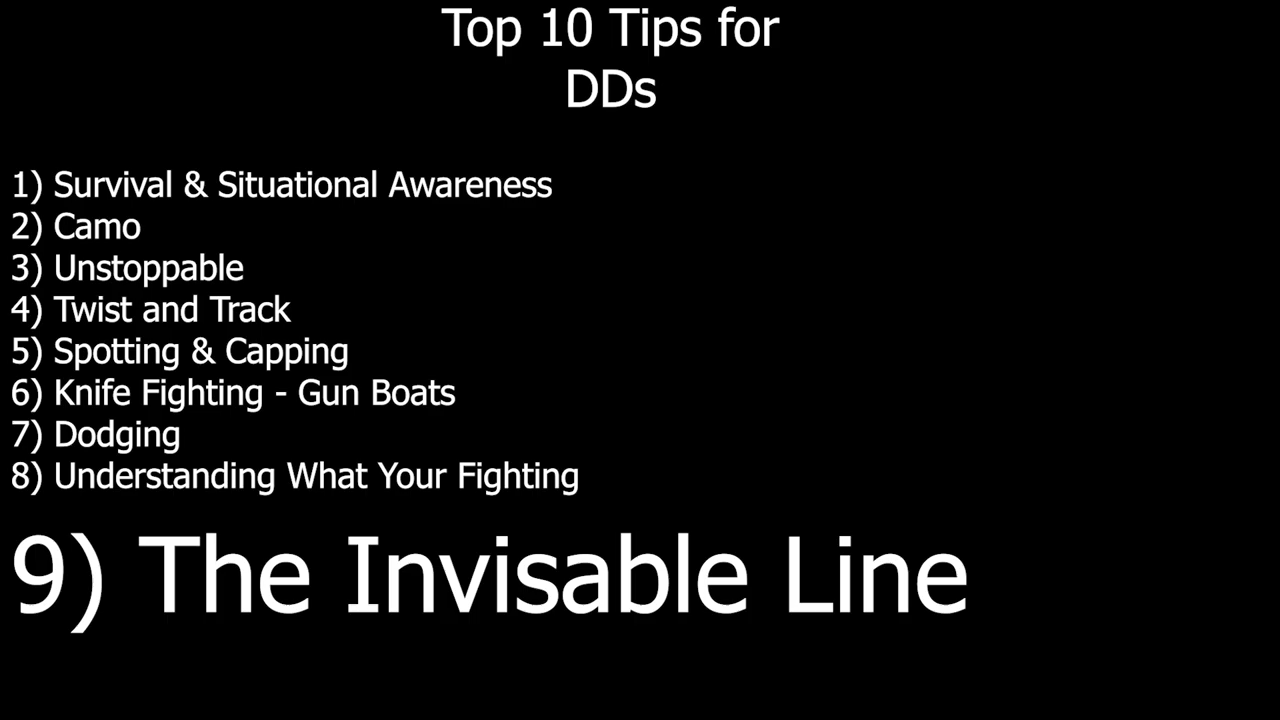 Top 10 Tips for
DDs
1) Survival & Situational Awareness
2) Camo
3) Unstoppable
4) Twist and Track
5) Spotting & Capping
6) Knife Fighting - Gun Boats
7) Dodging
8) Understanding What Your Fighting
9) The Invisable Line